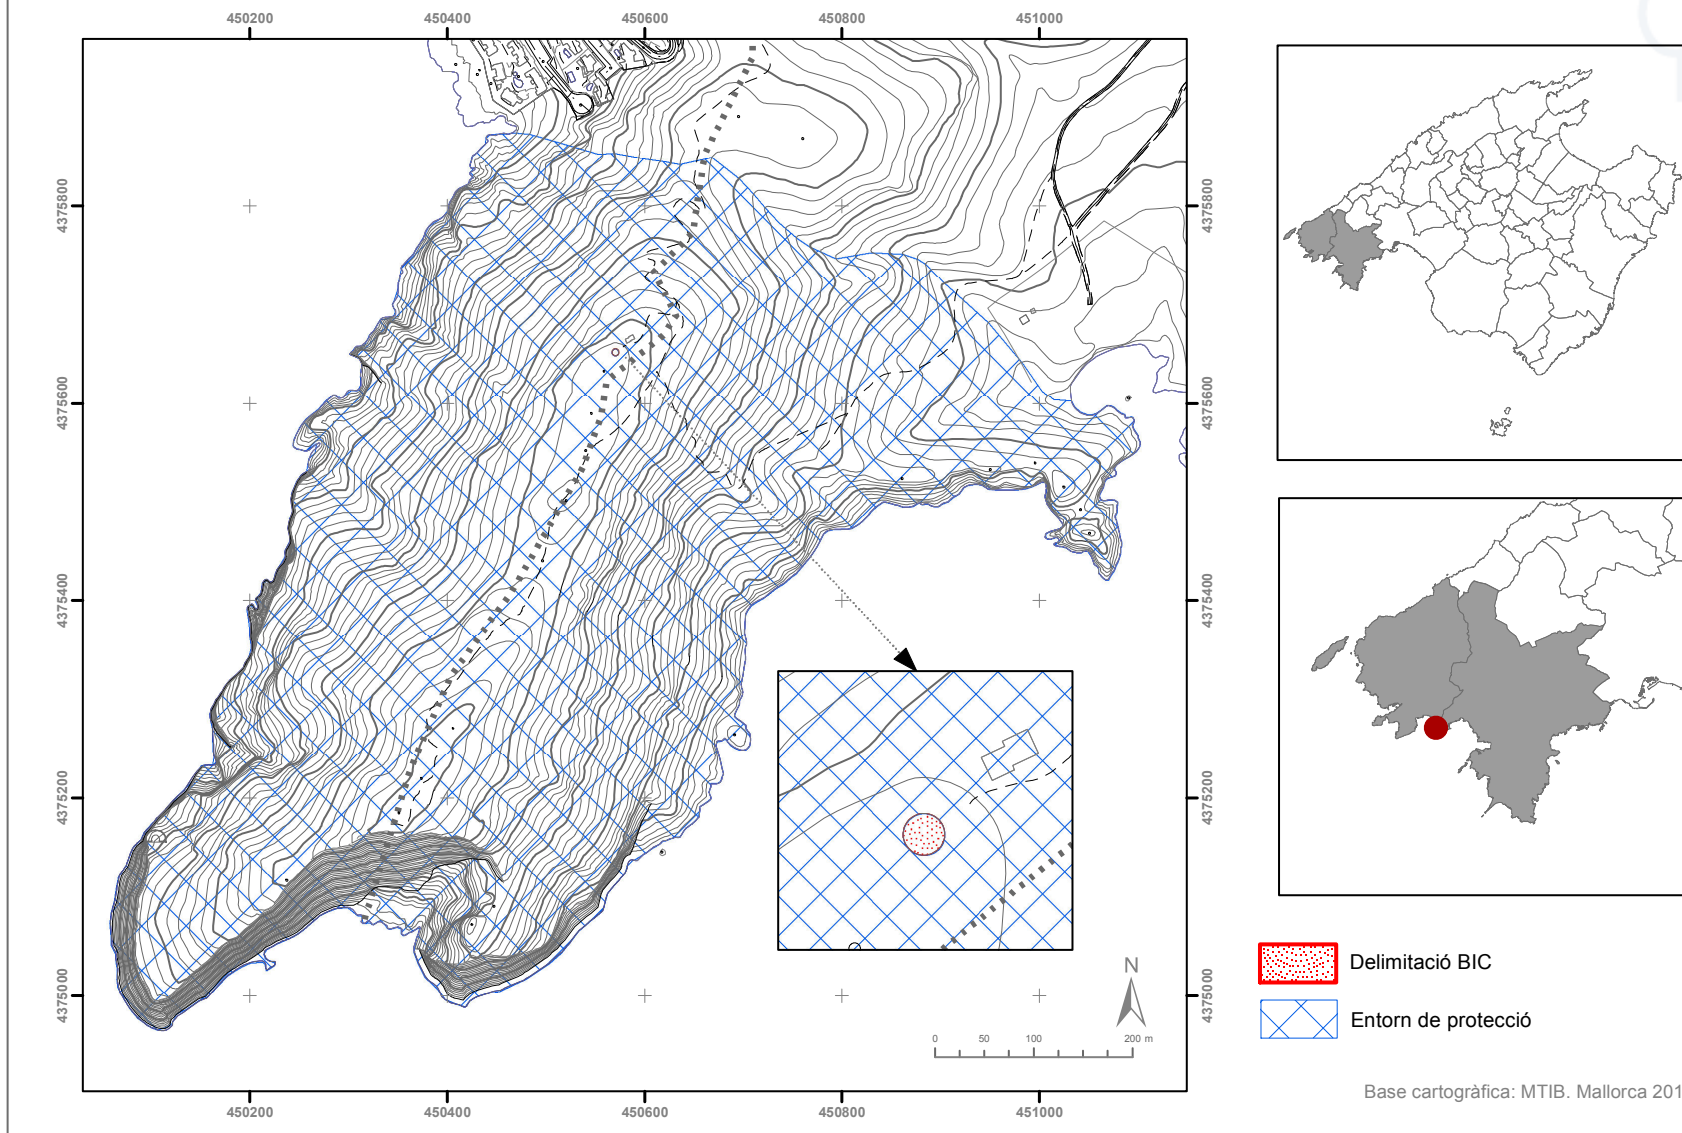 450200 450400 450600 450800 451000
4375800 4375800
4375600 4375600
4375400 4375400
4375200 4375200
4375000 4375000
N
0 50 100 200 m
450200 450400 450600 450800 451000
Delimitació BIC
Entorn de protecció
Base cartogràfica: MTIB. Mallorca 201